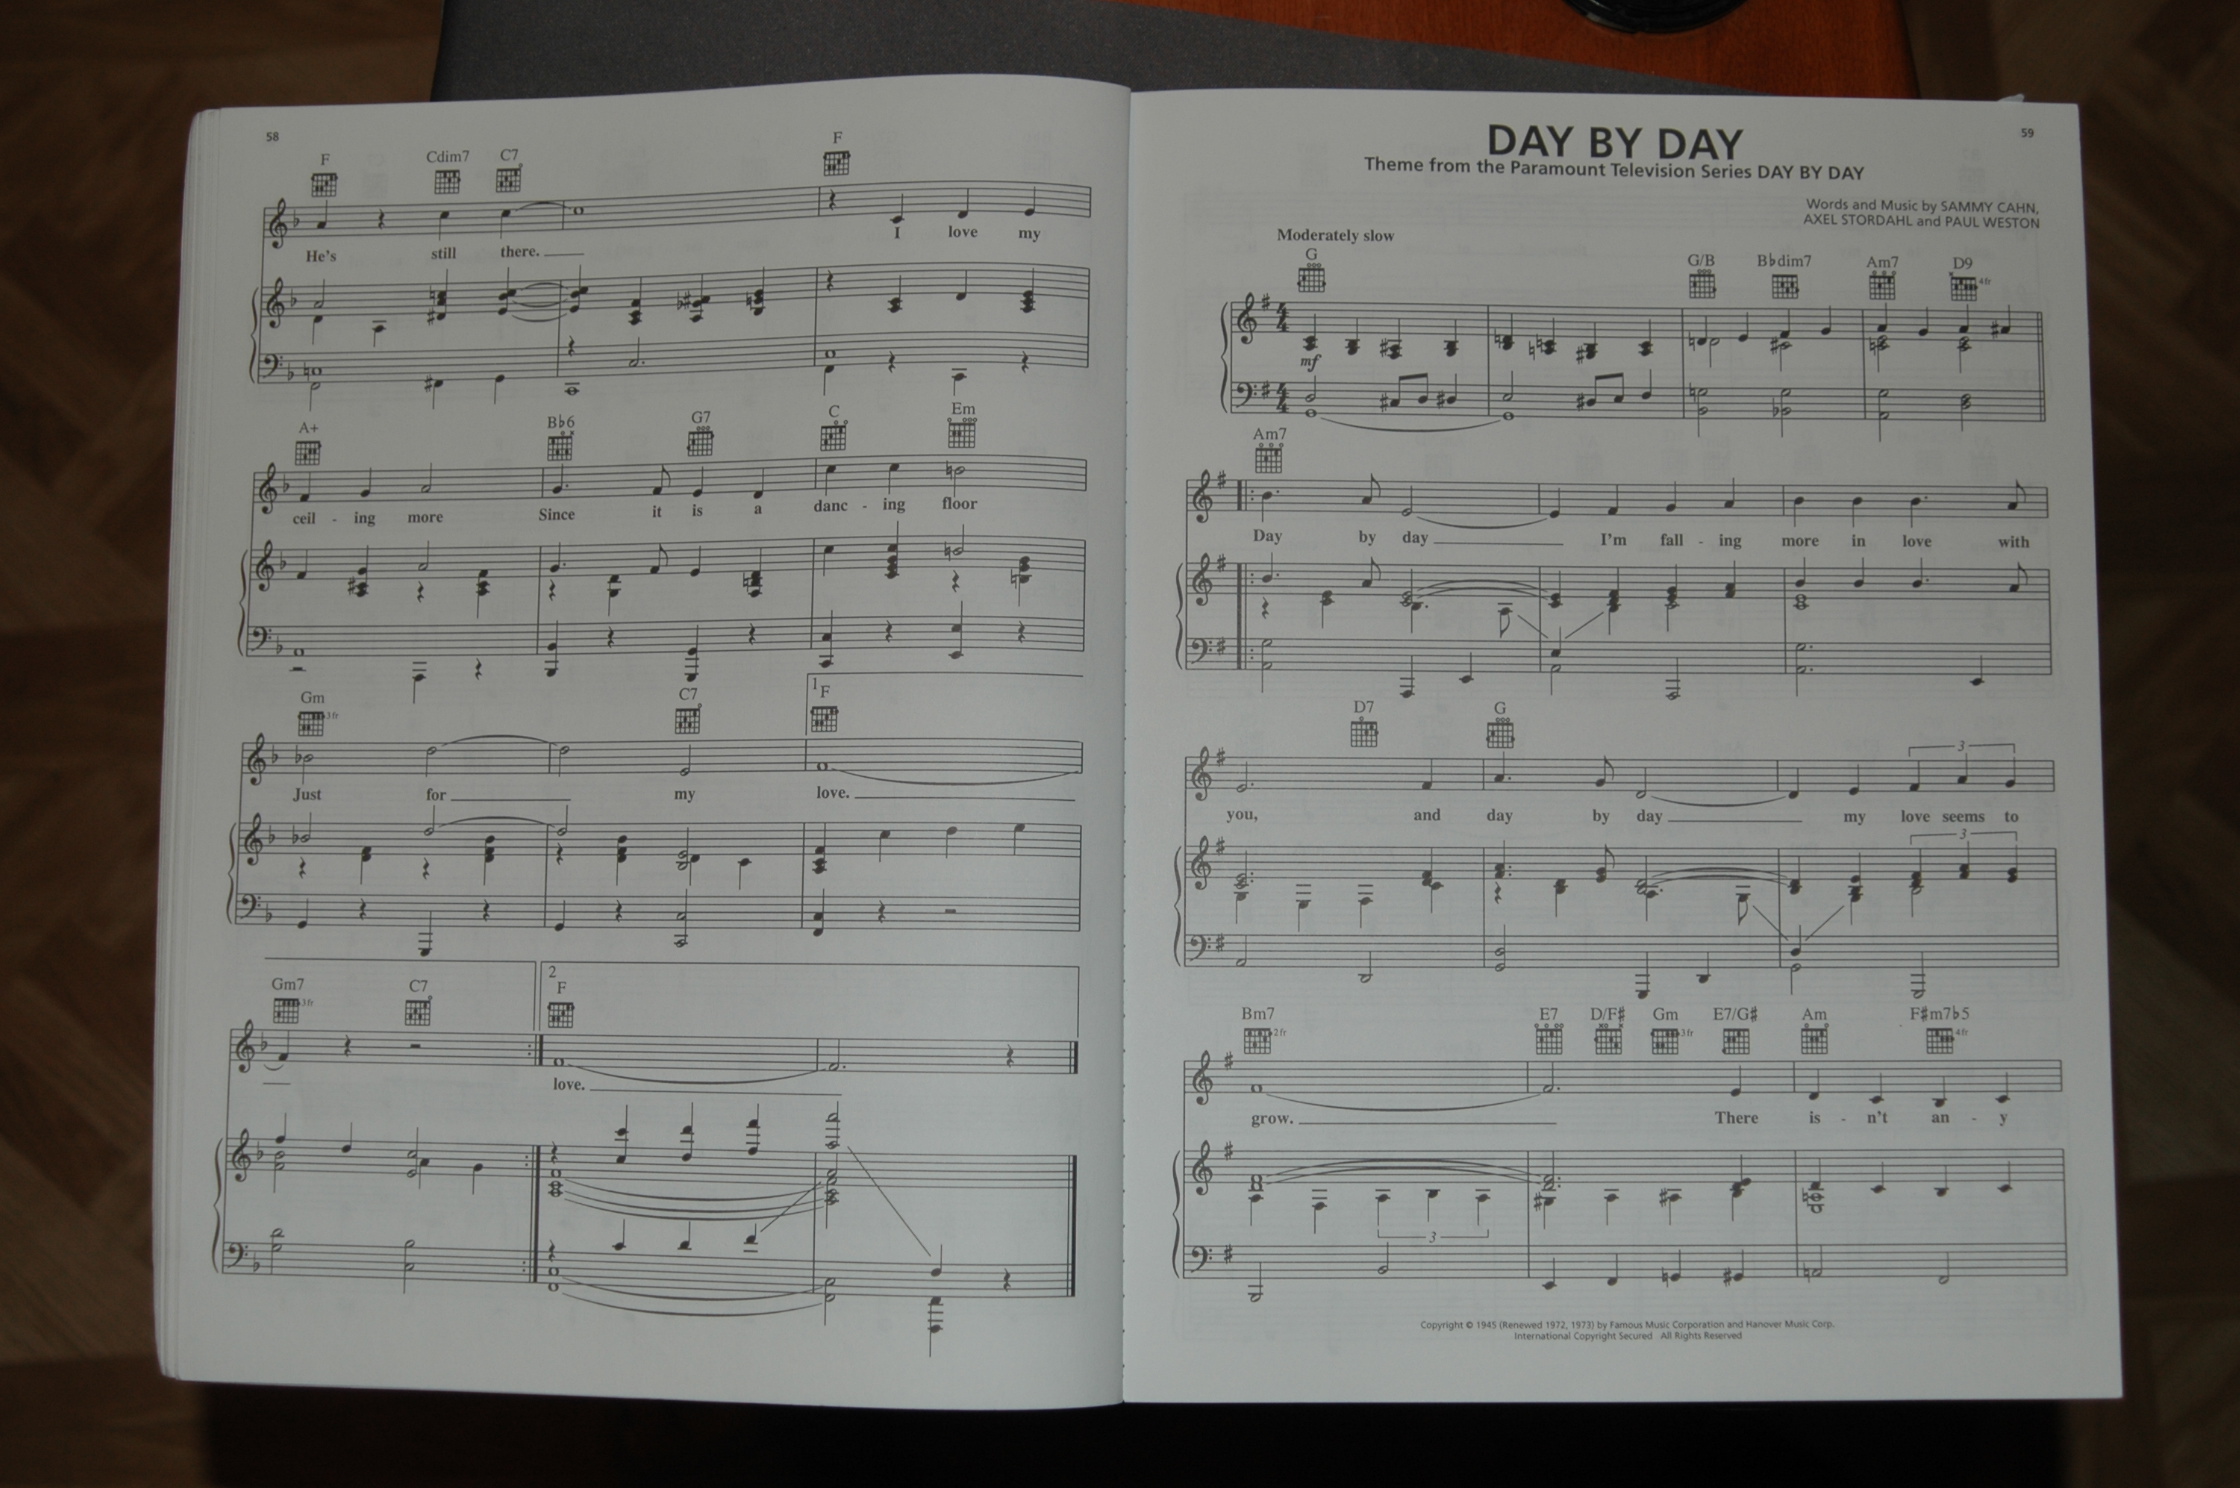 58
F Cdim7 C7 F
He's still there. I love my
A+ B♭6 G7 C Em
ceil - ing more Since it is a danc - ing floor
Gm 3fr C7 1 F
Just for my love.
Gm7 3fr C7 2 F
love.
59
DAY BY DAY
Theme from the Paramount Television Series DAY BY DAY
Words and Music by SAMMY CAHN,
AXEL STORDAHL and PAUL WESTON
Moderately slow
G G/B B♭dim7 Am7 D9 4fr
mf
Am7
Day by day I'm fall - ing more in love with
D7 G 3
you, and day by day my love seems to
3
Bm7 2fr E7 D/F♯ Gm 3fr E7/G♯ Am F♯m7♭5 4fr
grow. There is - n't an - y
3
Copyright © 1945 (Renewed 1972, 1973) by Famous Music Corporation and Hanover Music Corp.
International Copyright Secured All Rights Reserved